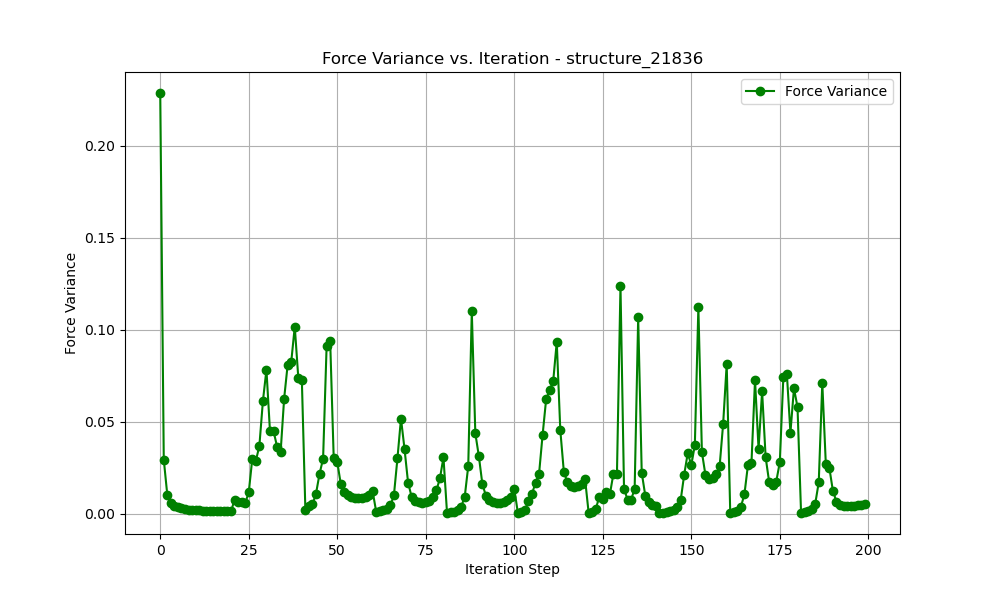 Force Variance vs. Iteration - structure_21836
Force Variance
Force Variance
0.20
0.15
0.10
0.05
0.00
0 25 50 75 100 125 150 175 200
Iteration Step